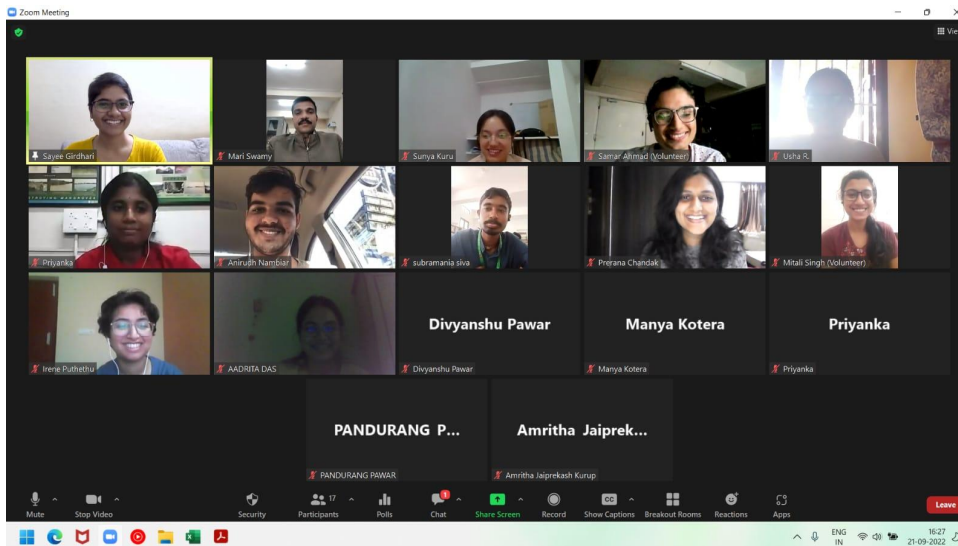 Zoom Meeting
Vie
Sayee Girdhari
Mari Swamy
Sunya Kuru
Samar Ahmad (Volunteer)
Usha R.
Priyanka
Anirudh Nambiar
subramania siva
Prerana Chandak
Mitali Singh (Volunteer)
Irene Puthethu
AADRITA DAS
Divyanshu Pawar
Divyanshu Pawar
Manya Kotera
Manya Kotera
Priyanka
Priyanka
PANDURANG P...
PANDURANG PAWAR
Amritha Jaiprek...
Amritha Jaiprekash Kurup
Mute
Stop Video
Security
17
Participants
Polls
1
Chat
Share Screen
Record
CC
Show Captions
Breakout Rooms
Reactions
Apps
Leave
ENG
IN
16:27
21-09-2022